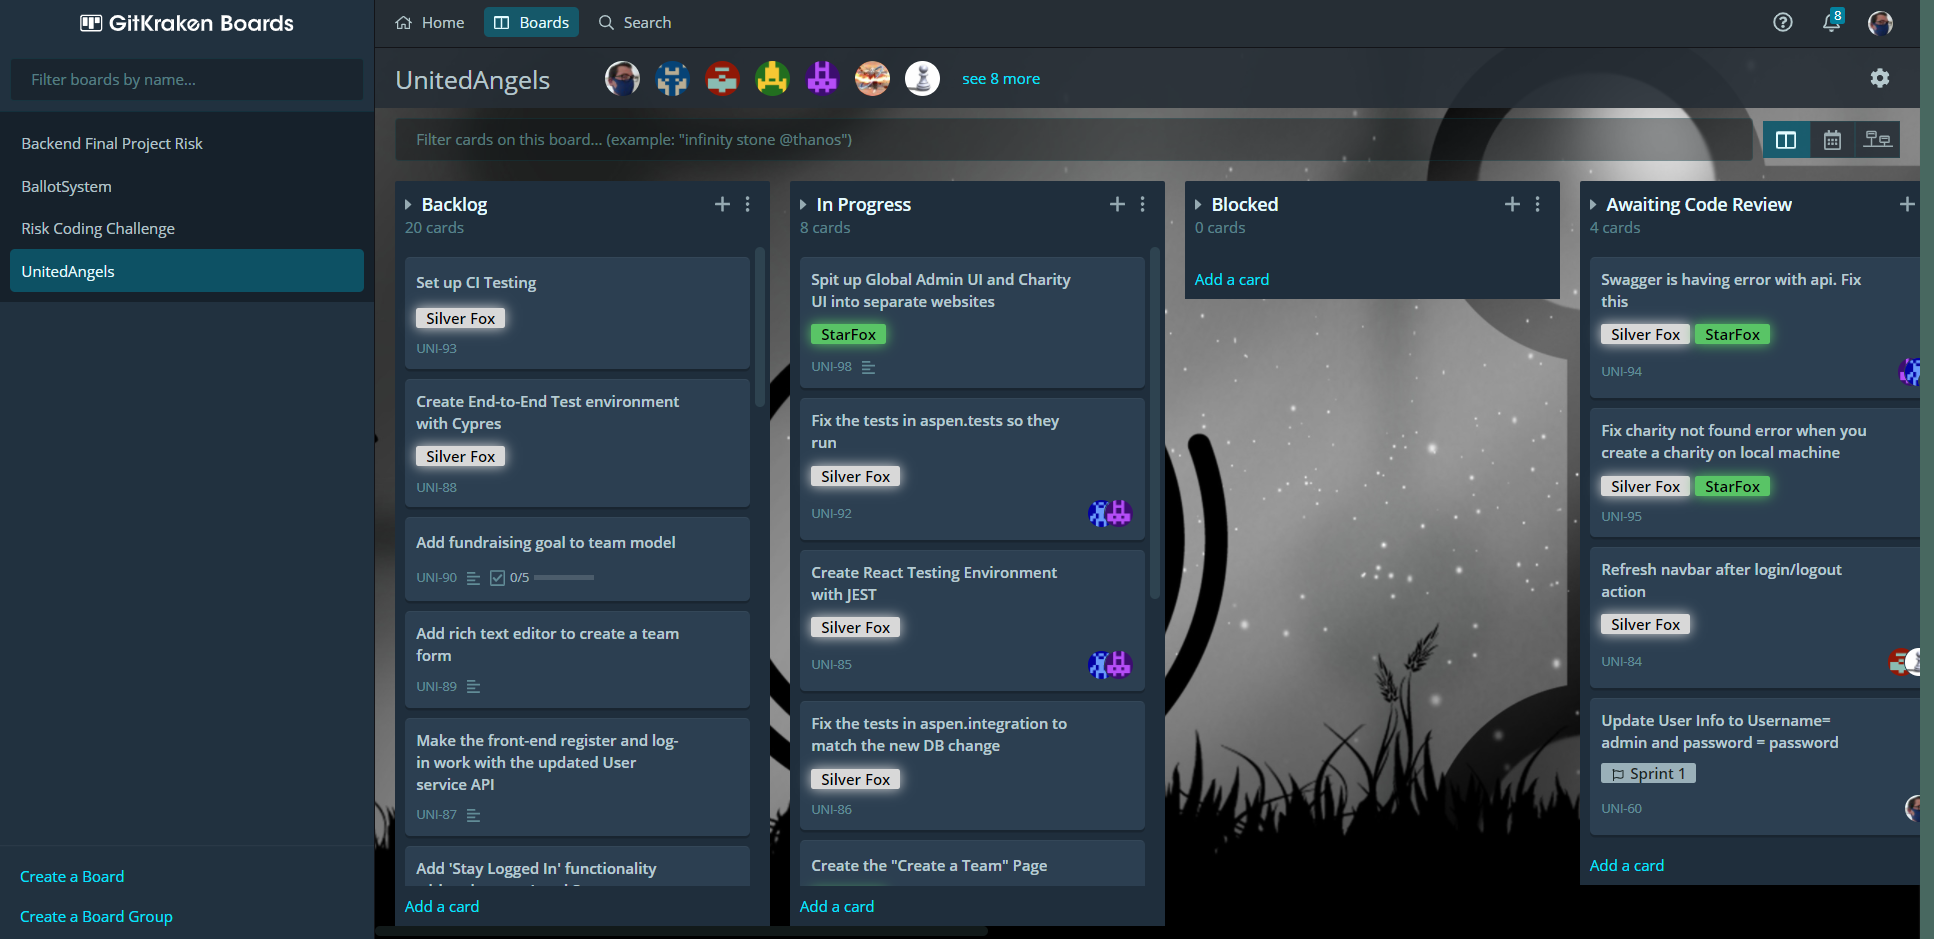 GitKraken Boards
Home
Boards
Search
8
Filter boards by name...
UnitedAngels
see 8 more
Filter cards on this board... (example: "infinity stone @thanos")
Backend Final Project Risk
BallotSystem
Risk Coding Challenge
UnitedAngels
Create a Board
Create a Board Group
Backlog
20 cards
Set up CI Testing
Silver Fox
UNI-93
Create End-to-End Test environment
with Cypres
Silver Fox
UNI-88
Add fundraising goal to team model
UNI-90 0/5
Add rich text editor to create a team
form
UNI-89
Make the front-end register and log-
in work with the updated User
service API
UNI-87
Add 'Stay Logged In' functionality
Add a card
In Progress
8 cards
Spit up Global Admin UI and Charity
UI into separate websites
StarFox
UNI-98
Fix the tests in aspen.tests so they
run
Silver Fox
UNI-92
Create React Testing Environment
with JEST
Silver Fox
UNI-85
Fix the tests in aspen.integration to
match the new DB change
Silver Fox
UNI-86
Create the "Create a Team" Page
Add a card
Blocked
0 cards
Add a card
Awaiting Code Review
4 cards
Swagger is having error with api. Fix
this
Silver Fox StarFox
UNI-94
Fix charity not found error when you
create a charity on local machine
Silver Fox StarFox
UNI-95
Refresh navbar after login/logout
action
Silver Fox
UNI-84
Update User Info to Username=
admin and password = password
Sprint 1
UNI-60
Add a card